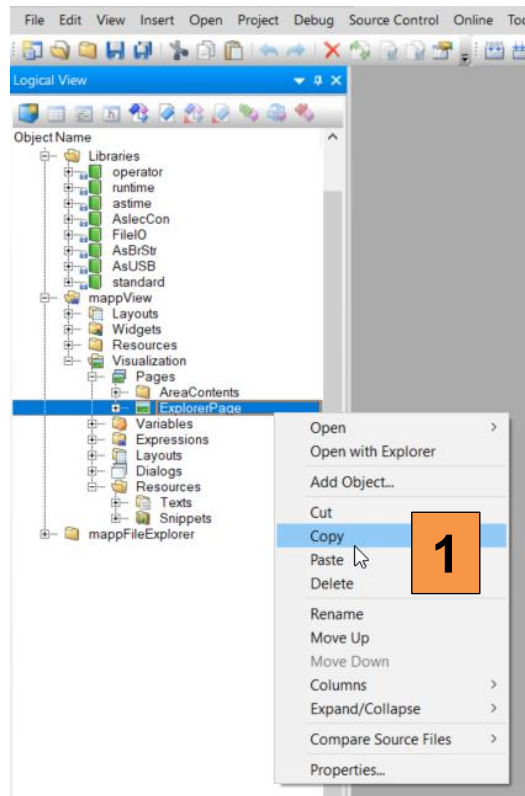 File Edit View Insert Open Project Debug Source Control Online
Logical View
Object Name
Libraries
operator
runtime
astime
AsIecCon
FileIO
AsBrStr
AsUSB
standard
mappView
Layouts
Widgets
Resources
Visualization
Pages
AreaContents
ExplorerPage
Variables
Expressions
Layouts
Dialogs
Resources
Texts
Snippets
mappFileExplorer
Open
Open with Explorer
Add Object...
Cut
Copy
Paste
Delete
1
Rename
Move Up
Move Down
Columns
Expand/Collapse
Compare Source Files
Properties...